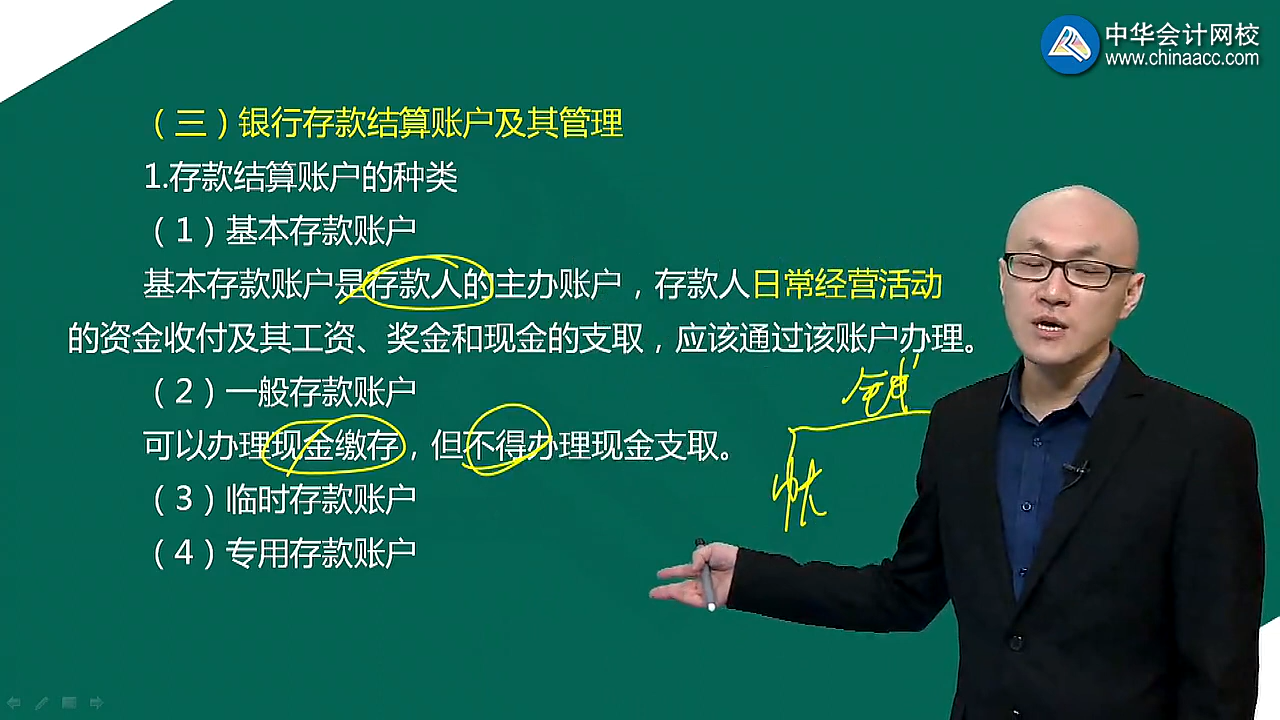 中华会计网校
www.chinaacc.com
（三）银行存款结算账户及其管理
1.存款结算账户的种类
（1）基本存款账户
基本存款账户是存款人的主办账户，存款人日常经营活动
的资金收付及其工资、奖金和现金的支取，应该通过该账户办理。
（2）一般存款账户
钱
可以办理现金缴存，但不得办理现金支取。
帐
（3）临时存款账户
（4）专用存款账户